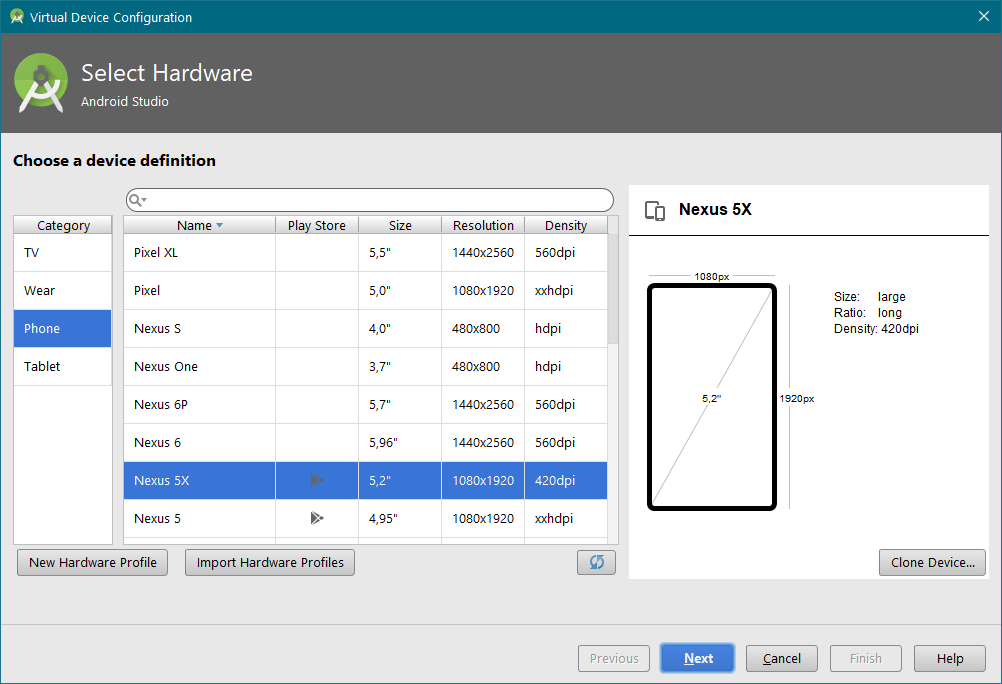 Virtual Device Configuration
Select Hardware
Android Studio
Choose a device definition
Category
TV
Wear
Phone
Tablet
Name Play Store Size Resolution Density
Pixel XL 5,5" 1440x2560 560dpi
Pixel 5,0" 1080x1920 xxhdpi
Nexus S 4,0" 480x800 hdpi
Nexus One 3,7" 480x800 hdpi
Nexus 6P 5,7" 1440x2560 560dpi
Nexus 6 5,96" 1440x2560 560dpi
Nexus 5X 5,2" 1080x1920 420dpi
Nexus 5 4,95" 1080x1920 xxhdpi
New Hardware Profile Import Hardware Profiles
Nexus 5X
1080px
5,2"
1920px
Size: large
Ratio: long
Density: 420dpi
Clone Device...
Previous Next Cancel Finish Help